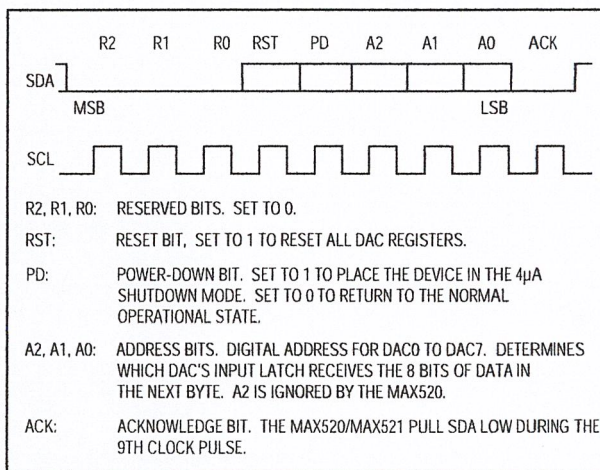 R2 R1 R0 RST PD A2 A1 A0 ACK
SDA
MSB LSB
SCL
R2, R1, R0: RESERVED BITS. SET TO 0.
RST: RESET BIT, SET TO 1 TO RESET ALL DAC REGISTERS.
PD: POWER-DOWN BIT. SET TO 1 TO PLACE THE DEVICE IN THE 4µA
SHUTDOWN MODE. SET TO 0 TO RETURN TO THE NORMAL
OPERATIONAL STATE.
A2, A1, A0: ADDRESS BITS. DIGITAL ADDRESS FOR DAC0 TO DAC7. DETERMINES
WHICH DAC'S INPUT LATCH RECEIVES THE 8 BITS OF DATA IN
THE NEXT BYTE. A2 IS IGNORED BY THE MAX520.
ACK: ACKNOWLEDGE BIT. THE MAX520/MAX521 PULL SDA LOW DURING THE
9TH CLOCK PULSE.